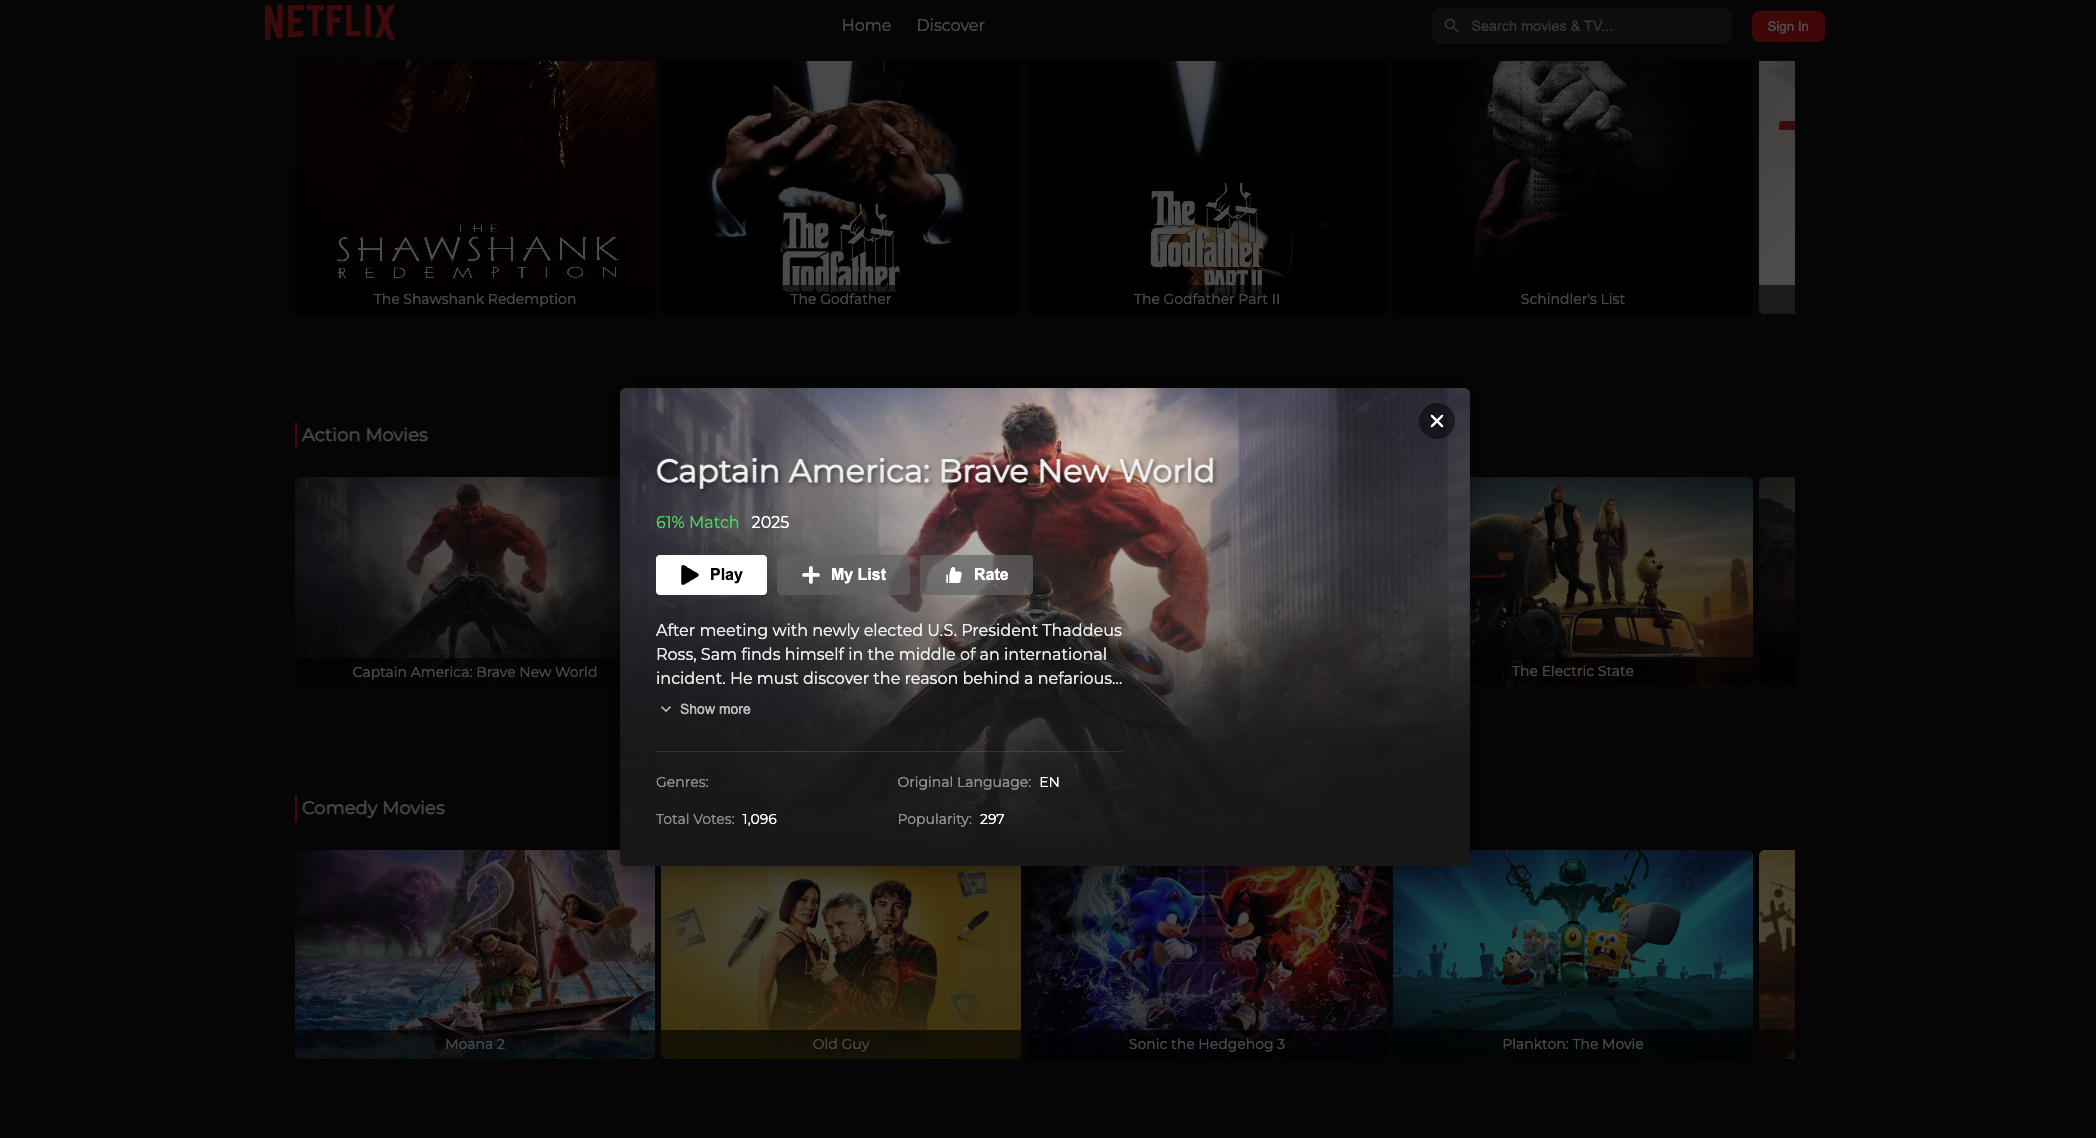 NETFLIX
Home
Discover
Search movies & TV...
Sign In
THE
SHAWSHANK
REDEMPTION
The
Godfather
The
Godfather
PART II
The Shawshank Redemption
The Godfather
The Godfather Part II
Schindler's List
Action Movies
Captain America: Brave New World
61% Match 2025
Play
My List
Rate
After meeting with newly elected U.S. President Thaddeus
Ross, Sam finds himself in the middle of an international
incident. He must discover the reason behind a nefarious...
Show more
Genres:
Original Language: EN
Total Votes: 1,096
Popularity: 297
Captain America: Brave New World
The Electric State
Comedy Movies
Moana 2
Old Guy
Sonic the Hedgehog 3
Plankton: The Movie